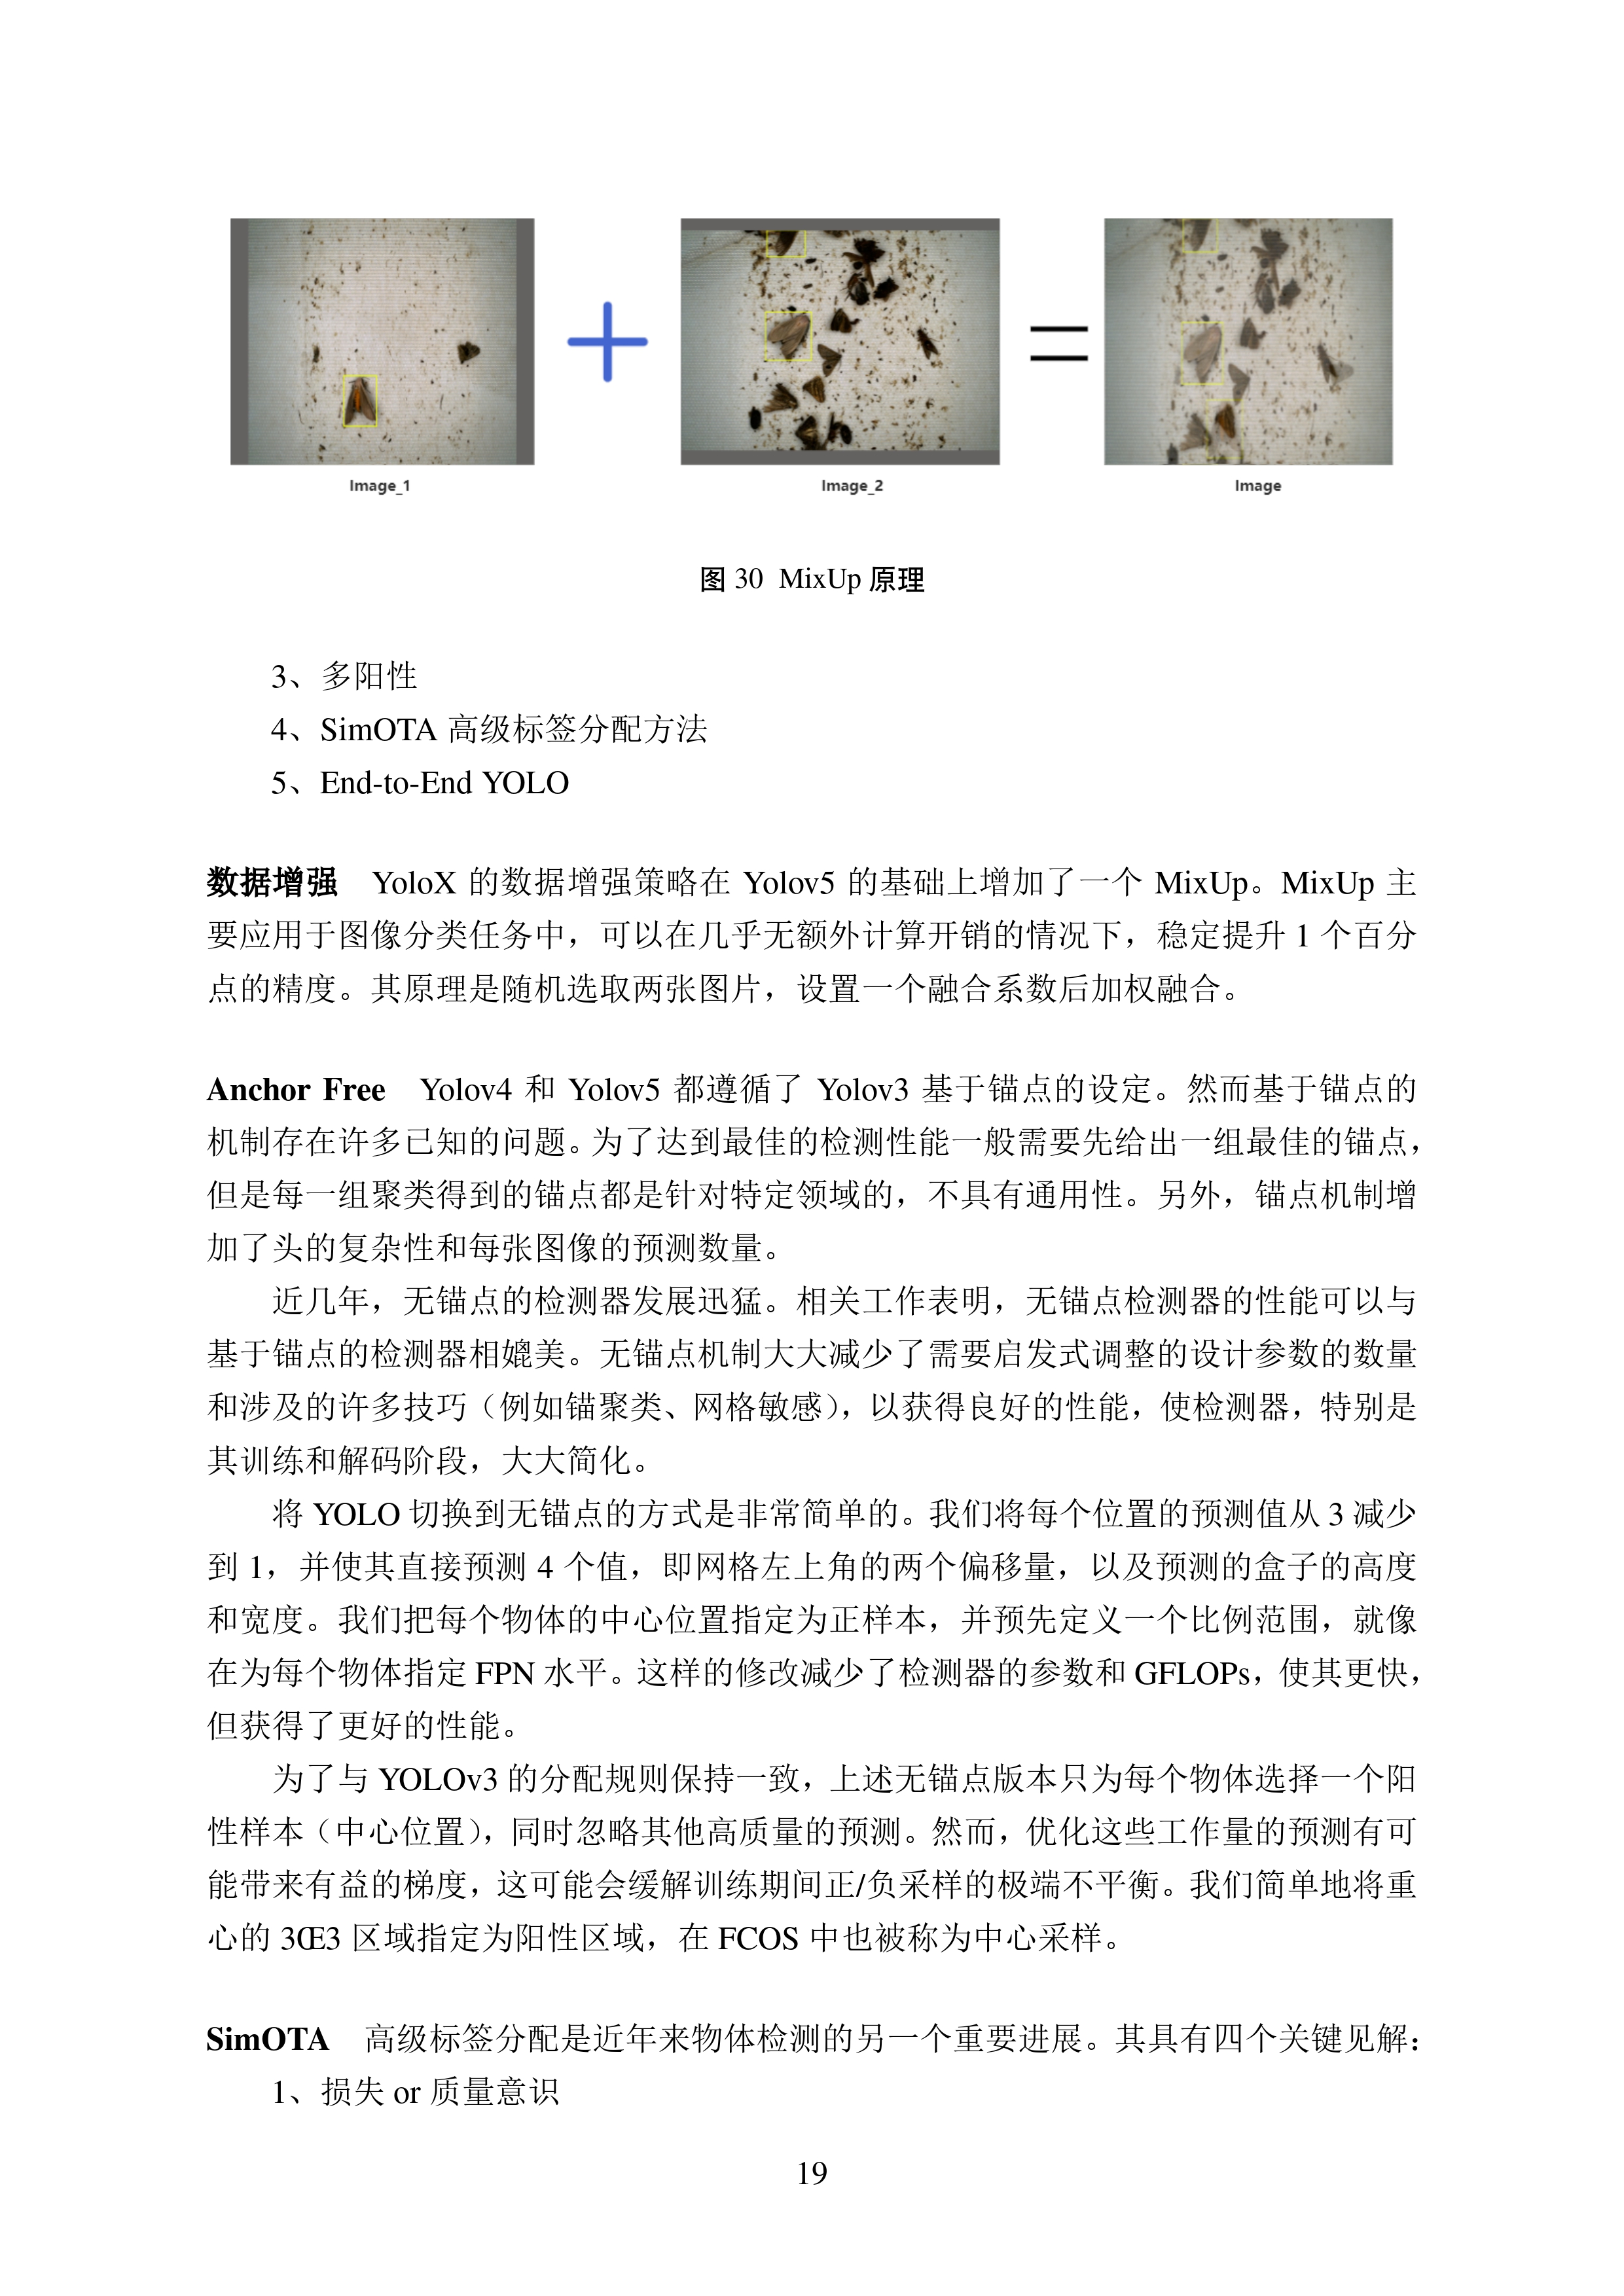 Image_1
Image_2
Image
图 30 MixUp 原理
3、多阳性
4、SimOTA 高级标签分配方法
5、End-to-End YOLO
数据增强 YoloX 的数据增强策略在 Yolov5 的基础上增加了一个 MixUp。MixUp 主
要应用于图像分类任务中，可以在几乎无额外计算开销的情况下，稳定提升 1 个百分
点的精度。其原理是随机选取两张图片，设置一个融合系数后加权融合。
Anchor Free Yolov4 和 Yolov5 都遵循了 Yolov3 基于锚点的设定。然而基于锚点的
机制存在许多已知的问题。为了达到最佳的检测性能一般需要先给出一组最佳的锚点，
但是每一组聚类得到的锚点都是针对特定领域的，不具有通用性。另外，锚点机制增
加了头的复杂性和每张图像的预测数量。
近几年，无锚点的检测器发展迅猛。相关工作表明，无锚点检测器的性能可以与
基于锚点的检测器相媲美。无锚点机制大大减少了需要启发式调整的设计参数的数量
和涉及的许多技巧（例如锚聚类、网格敏感），以获得良好的性能，使检测器，特别是
其训练和解码阶段，大大简化。
将 YOLO 切换到无锚点的方式是非常简单的。我们将每个位置的预测值从 3 减少
到 1，并使其直接预测 4 个值，即网格左上角的两个偏移量，以及预测的盒子的高度
和宽度。我们把每个物体的中心位置指定为正样本，并预先定义一个比例范围，就像
在为每个物体指定 FPN 水平。这样的修改减少了检测器的参数和 GFLOPs，使其更快，
但获得了更好的性能。
为了与 YOLOv3 的分配规则保持一致，上述无锚点版本只为每个物体选择一个阳
性样本（中心位置），同时忽略其他高质量的预测。然而，优化这些工作量的预测有可
能带来有益的梯度，这可能会缓解训练期间正/负采样的极端不平衡。我们简单地将重
心的 3Œ3 区域指定为阳性区域，在 FCOS 中也被称为中心采样。
SimOTA 高级标签分配是近年来物体检测的另一个重要进展。其具有四个关键见解：
1、损失 or 质量意识
19